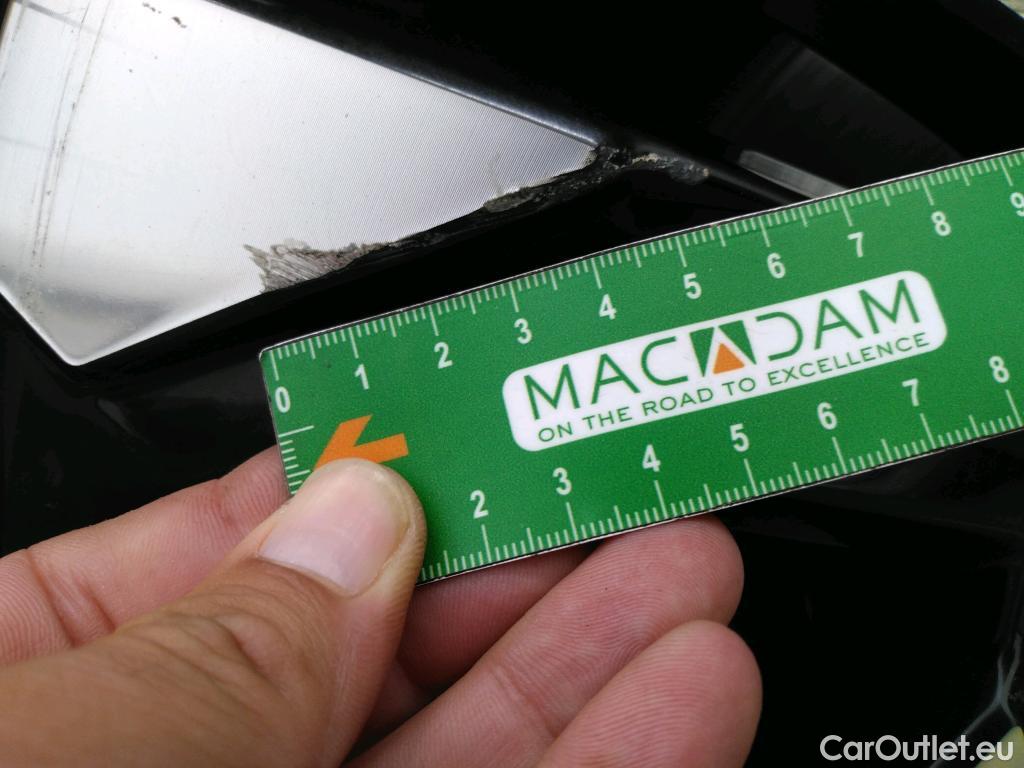 0 1 2 3 4 5 6 7 8 9
MACADAM
ON THE ROAD TO EXCELLENCE
2 3 4 5 6 7 8
CarOutlet.eu